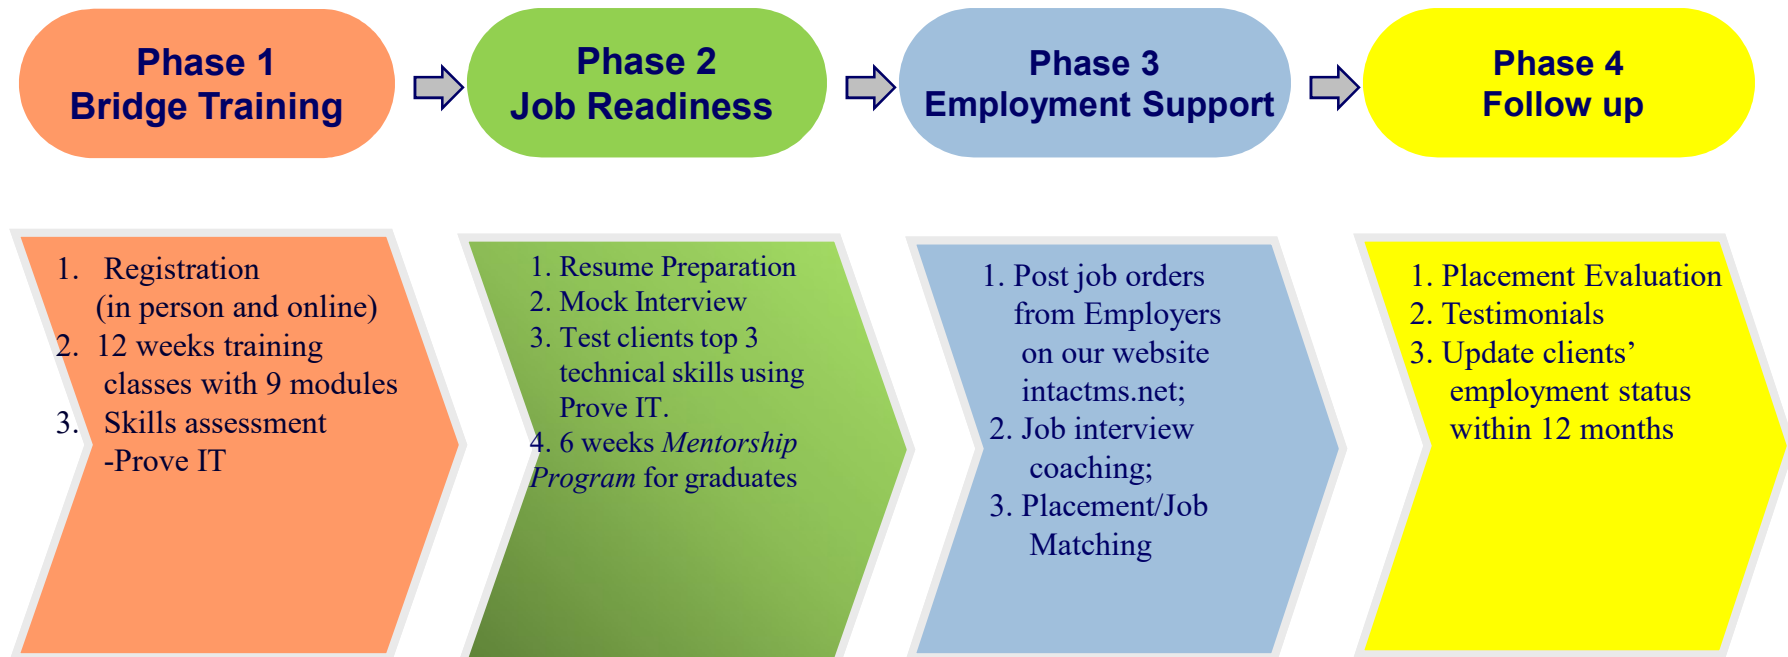 Phase 1
Bridge Training
Phase 2
Job Readiness
Phase 3
Employment Support
Phase 4
Follow up
1. Registration
(in person and online)
2. 12 weeks training
classes with 9 modules
3. Skills assessment
-Prove IT
1. Resume Preparation
2. Mock Interview
3. Test clients top 3
technical skills using
Prove IT.
4. 6 weeks Mentorship
Program for graduates
1. Post job orders
from Employers
on our website
intactms.net;
2. Job interview
coaching;
3. Placement/Job
Matching
1. Placement Evaluation
2. Testimonials
3. Update clients’
employment status
within 12 months